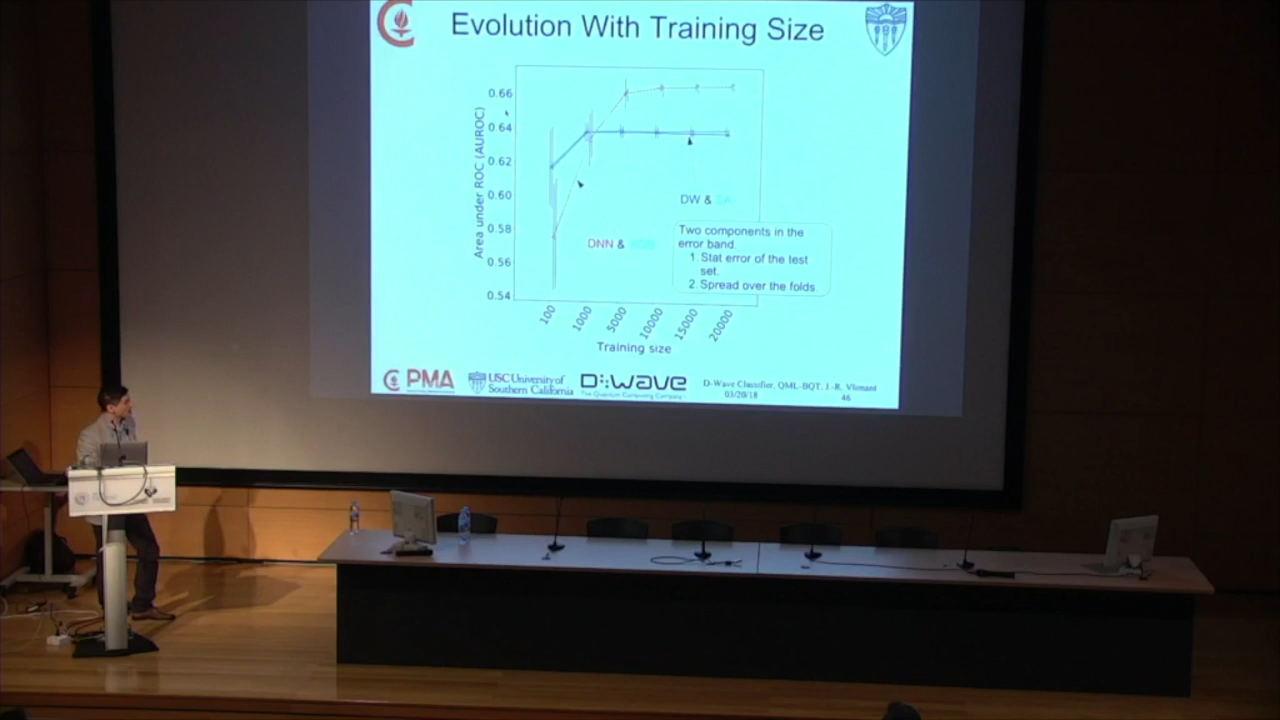 Evolution With Training Size
Area under ROC (AUROC)
0.66
0.64
0.62
0.60
0.58
0.56
0.54
DW &
DNN &
Two components in the
error band.
1. Stat error of the test
set.
2. Spread over the folds
100
1000
5000
10000
15000
20000
Training size
PMA
USC University of
Southern California
D:Wave
The Quantum Computing Company
D-Wave Classifier, QML-BQT, J.-R. Vlimant
03/20/18
46